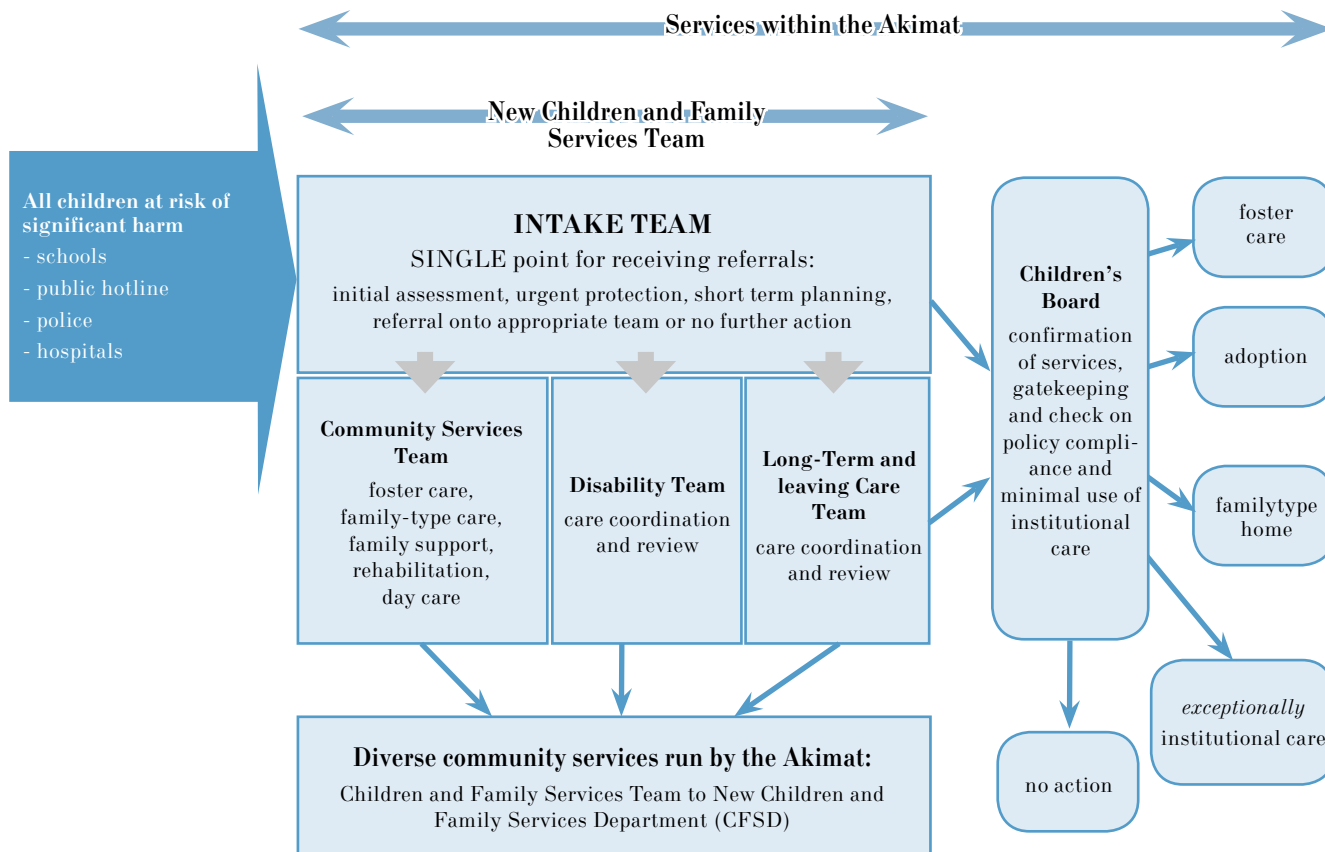 Services within the Akimat
New Children and Family
Services Team
All children at risk of
significant harm
- schools
- public hotline
- police
- hospitals
INTAKE TEAM
SINGLE point for receiving referrals:
initial assessment, urgent protection, short term planning,
referral onto appropriate team or no further action
Community Services
Team
foster care,
family-type care,
family support,
rehabilitation,
day care
Disability Team
care coordination
and review
Long-Term and
leaving Care
Team
care coordination
and review
Diverse community services run by the Akimat:
Children and Family Services Team to New Children and
Family Services Department (CFSD)
Children’s
Board
confirmation
of services,
gatekeeping
and check on
policy compli-
ance and
minimal use of
institutional
care
foster
care
adoption
familytype
home
exceptionally
institutional care
no action